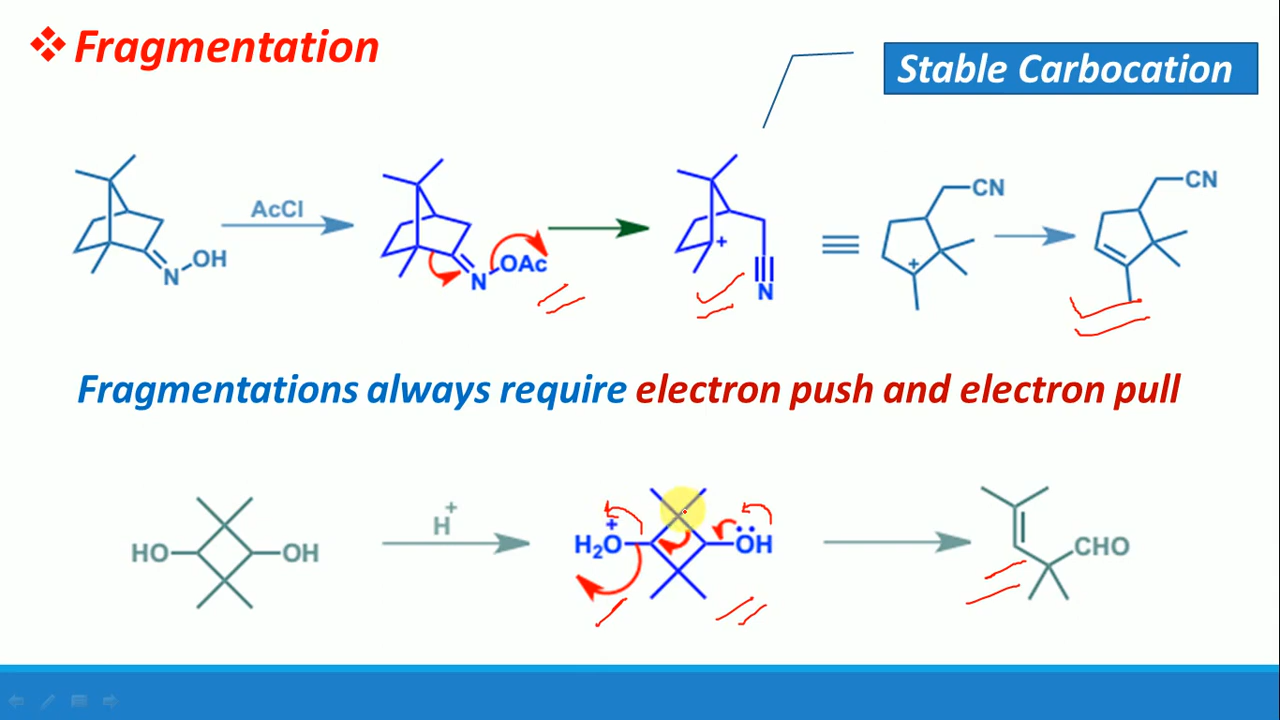 ❖ Fragmentation
Stable Carbocation
AcCl
OH
N
OAc
N
+
N
CN
+
CN
Fragmentations always require electron push and electron pull
HO
OH
H+
+
H2O
OH
CHO